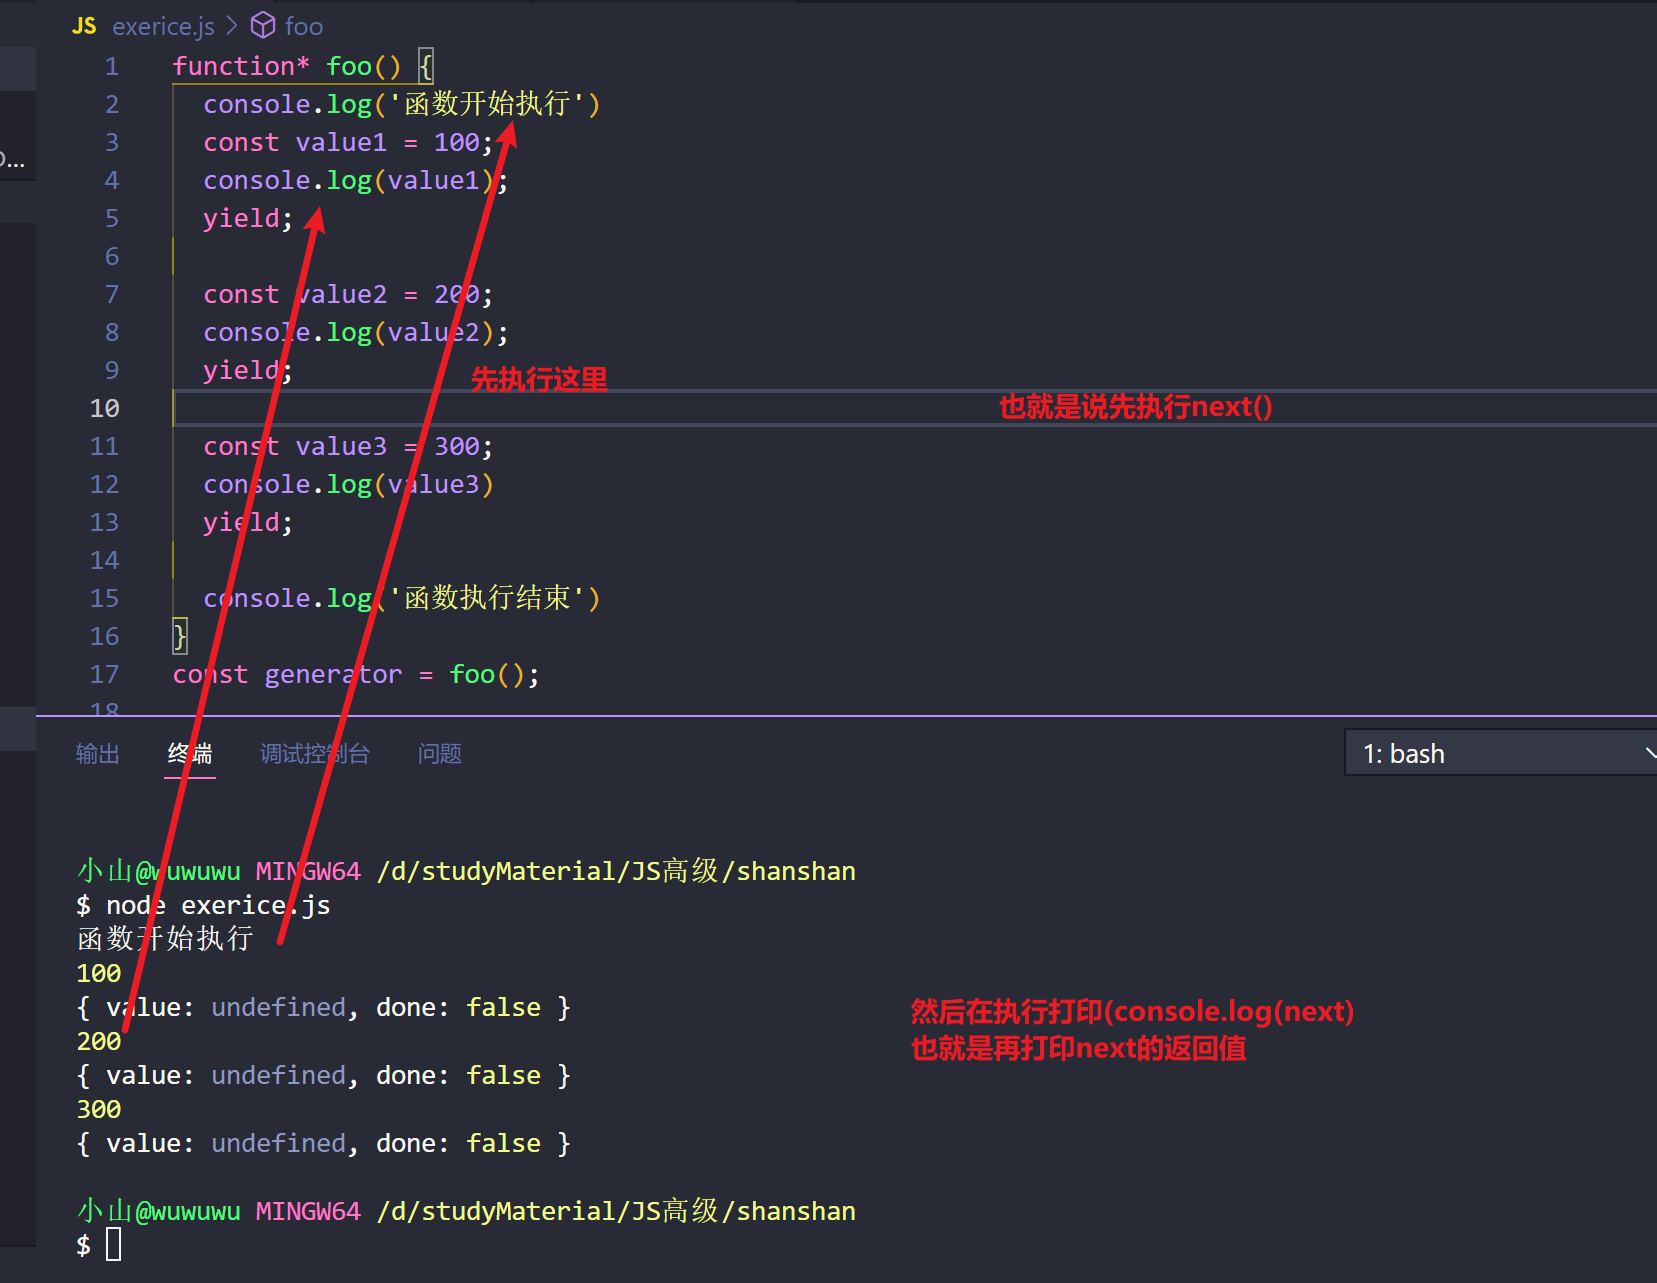 JS exerice.js > foo
1 function* foo() {
2 console.log('函数开始执行')
3 const value1 = 100;
4 console.log(value1);
5 yield;
6
7 const value2 = 200;
8 console.log(value2);
9 yield;
先执行这里
10
也就是说先执行next()
11 const value3 = 300;
12 console.log(value3)
13 yield;
14
15 console.log('函数执行结束')
16 }
17 const generator = foo();
18
输出 终端 调试控制台 问题
1: bash
小山@wuwuwu MINGW64 /d/studyMaterial/JS高级/shanshan
$ node exerice.js
函数开始执行
100
{ value: undefined, done: false }
然后在执行打印(console.log(next)
200
也就是再打印next的返回值
{ value: undefined, done: false }
300
{ value: undefined, done: false }
小山@wuwuwu MINGW64 /d/studyMaterial/JS高级/shanshan
$